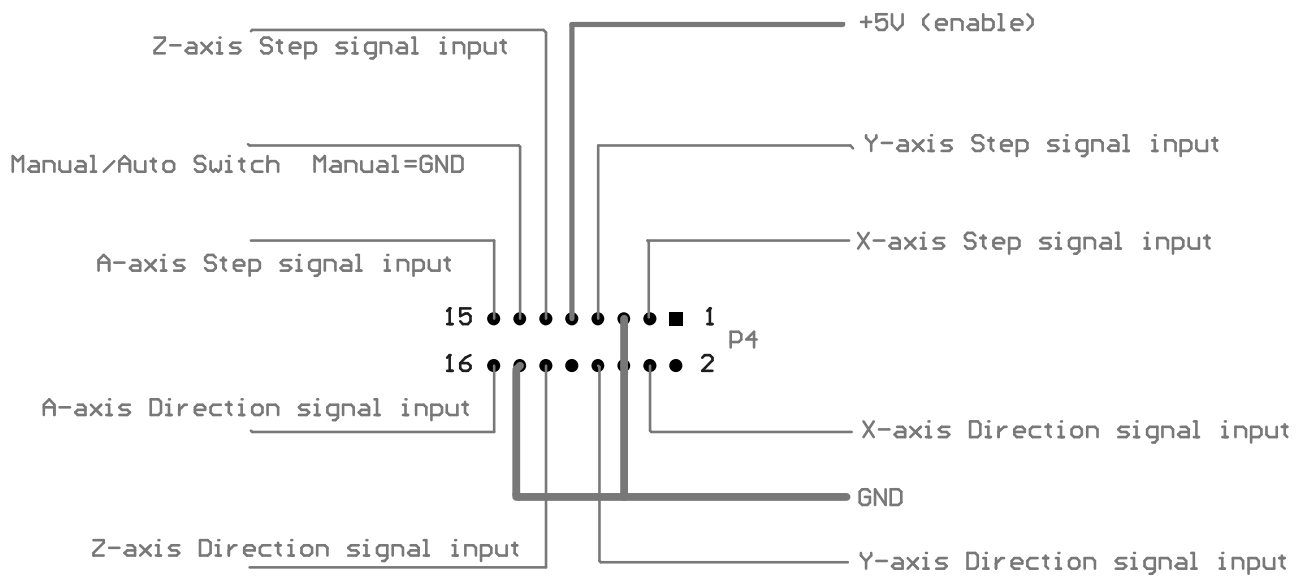 +5V (enable)
Z-axis Step signal input
Y-axis Step signal input
Manual/Auto Switch  Manual=GND
X-axis Step signal input
A-axis Step signal input
15
1
P4
16
2
A-axis Direction signal input
X-axis Direction signal input
GND
Z-axis Direction signal input
Y-axis Direction signal input